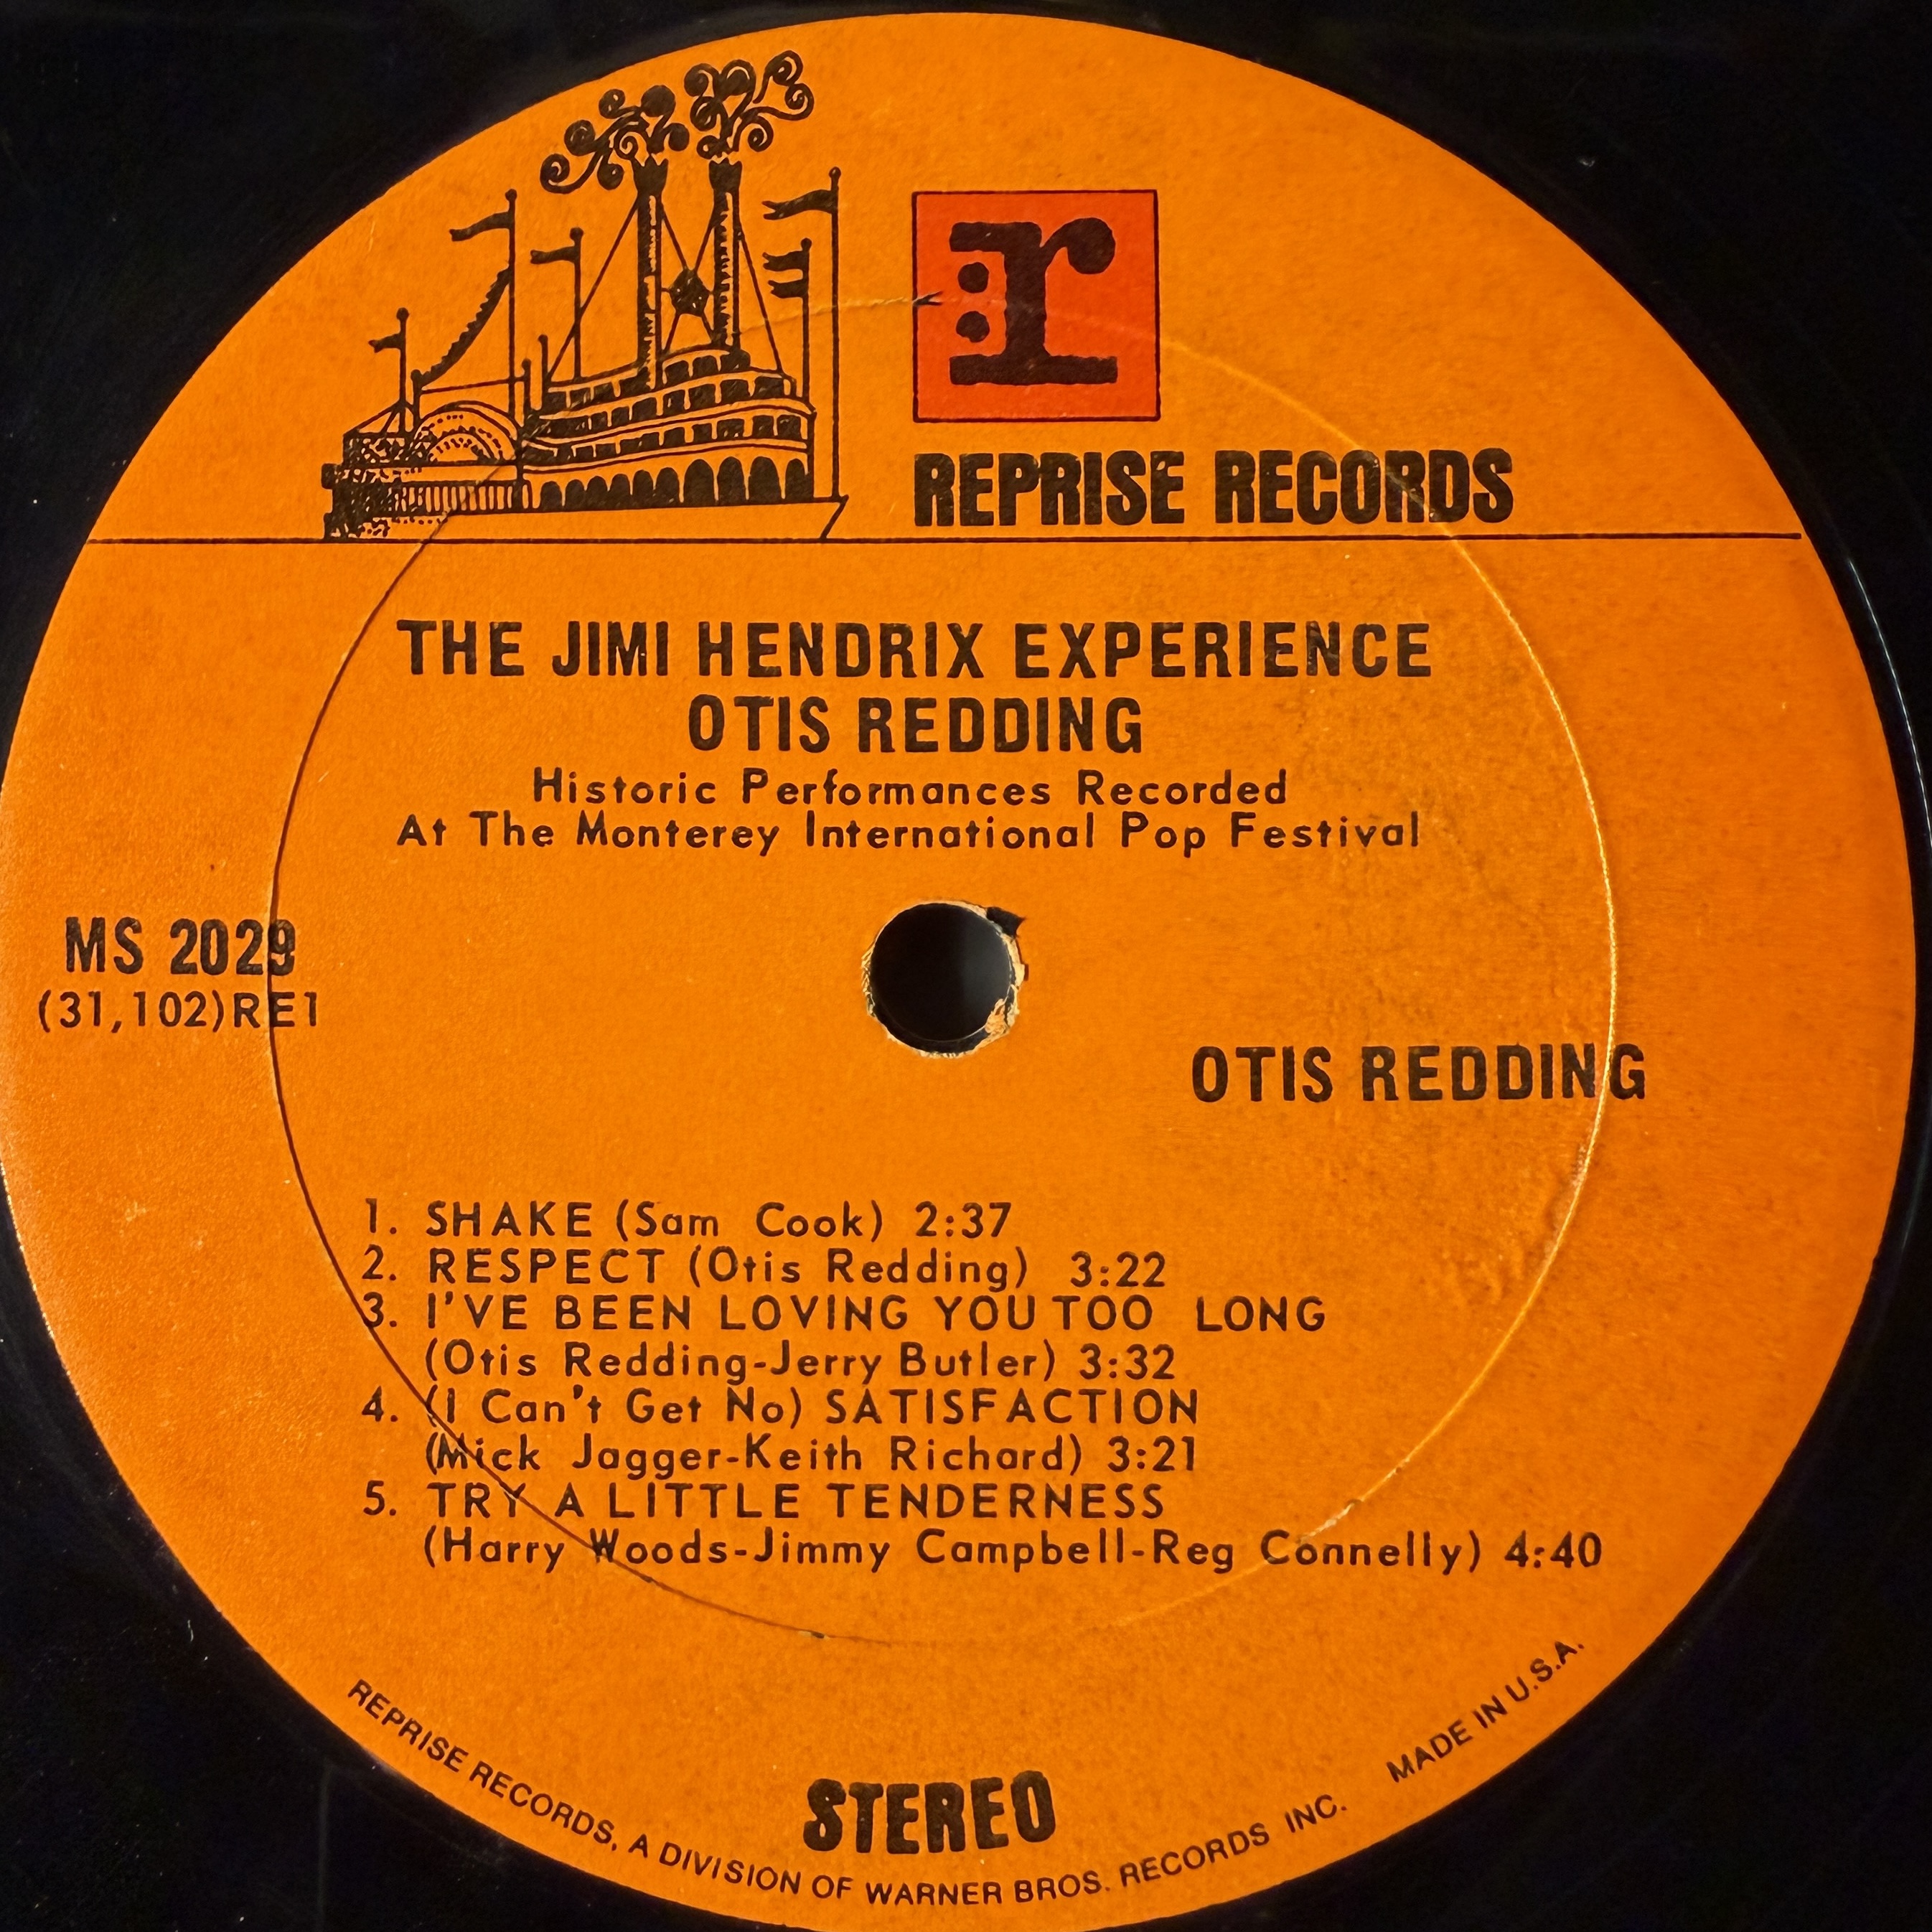 r:
REPRISE RECORDS
THE JIMI HENDRIX EXPERIENCE
OTIS REDDING
Historic Performances Recorded
At The Monterey International Pop Festival
MS 2029
(31,102)RE1
OTIS REDDING
1. SHAKE (Sam Cook) 2:37
2. RESPECT (Otis Redding) 3:22
3. I'VE BEEN LOVING YOU TOO LONG
(Otis Redding-Jerry Butler) 3:32
4. (I Can't Get No) SATISFACTION
(Mick Jagger-Keith Richard) 3:21
5. TRY A LITTLE TENDERNESS
(Harry Woods-Jimmy Campbell-Reg Connelly) 4:40
STEREO
REPRISE RECORDS, A DIVISION OF WARNER BROS. RECORDS INC. MADE IN U.S.A.